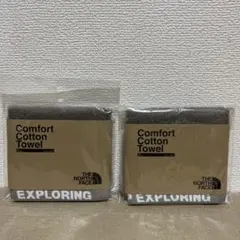 Comfort
Cotton
Towel
THE
NORTH
FACE
EXPLORING
Comfort
Cotton
Towel
THE
NORTH
FACE
EXPLORING